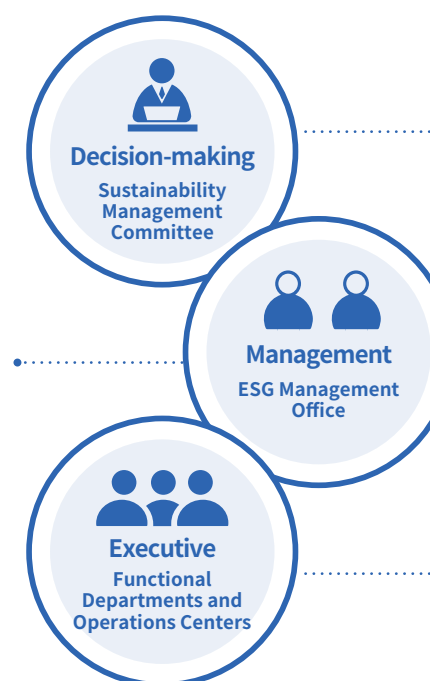 Decision-making
Sustainability
Management
Committee
Management
ESG Management
Office
Executive
Functional
Departments and
Operations Centers